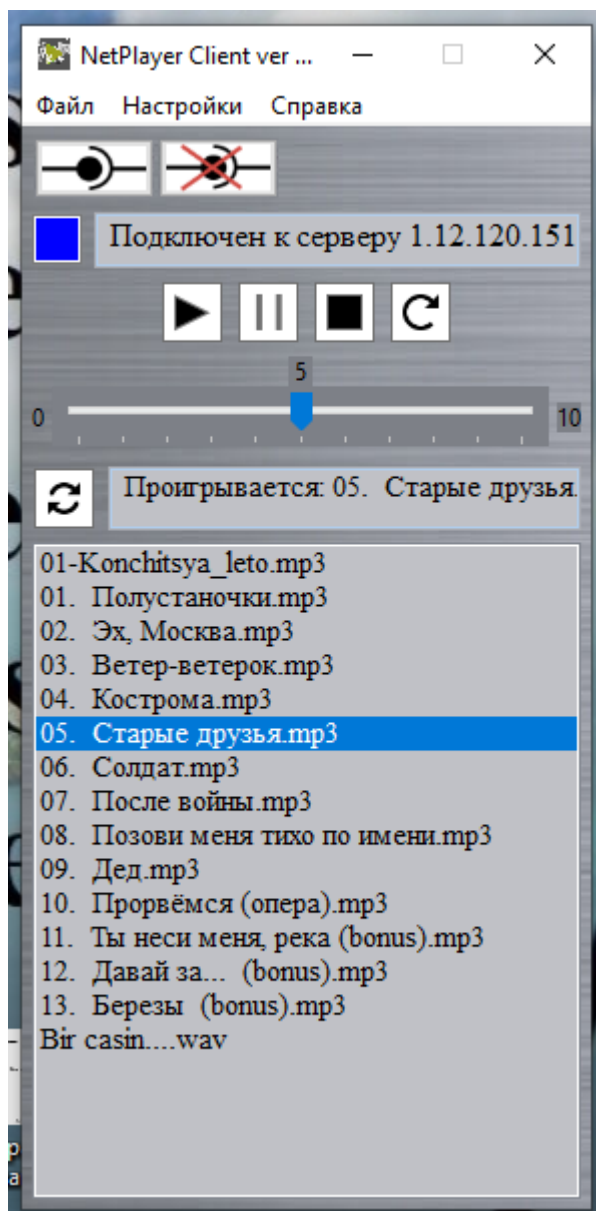 NetPlayer Client ver ...
Файл Настройки Справка
Подключен к серверу 1.12.120.151
5
0 10
Проигрывается: 05. Старые друзья.
01-Konchitsya_leto.mp3
01. Полустаночки.mp3
02. Эх, Москва.mp3
03. Ветер-ветерок.mp3
04. Кострома.mp3
05. Старые друзья.mp3
06. Солдат.mp3
07. После войны.mp3
08. Позови меня тихо по имени.mp3
09. Дед.mp3
10. Прорвёмся (опера).mp3
11. Ты неси меня, река (bonus).mp3
12. Давай за... (bonus).mp3
13. Березы (bonus).mp3
Bir casin....wav